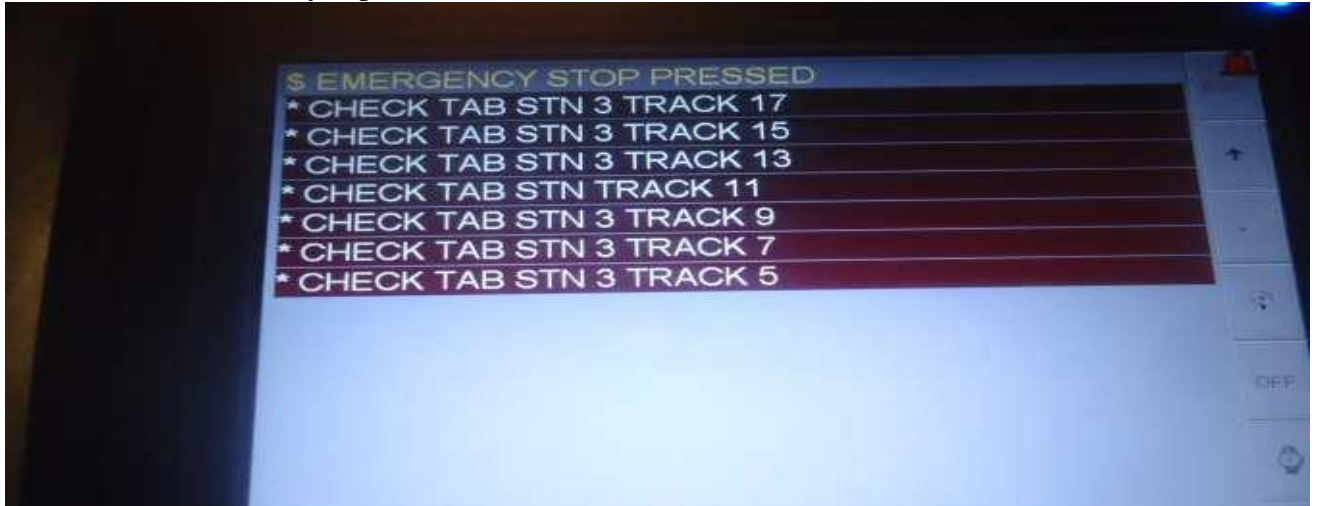 $ EMERGENCY STOP PRESSED
* CHECK TAB STN 3 TRACK 17
* CHECK TAB STN 3 TRACK 15
* CHECK TAB STN 3 TRACK 13
* CHECK TAB STN TRACK 11
* CHECK TAB STN 3 TRACK 9
* CHECK TAB STN 3 TRACK 7
* CHECK TAB STN 3 TRACK 5
OFF